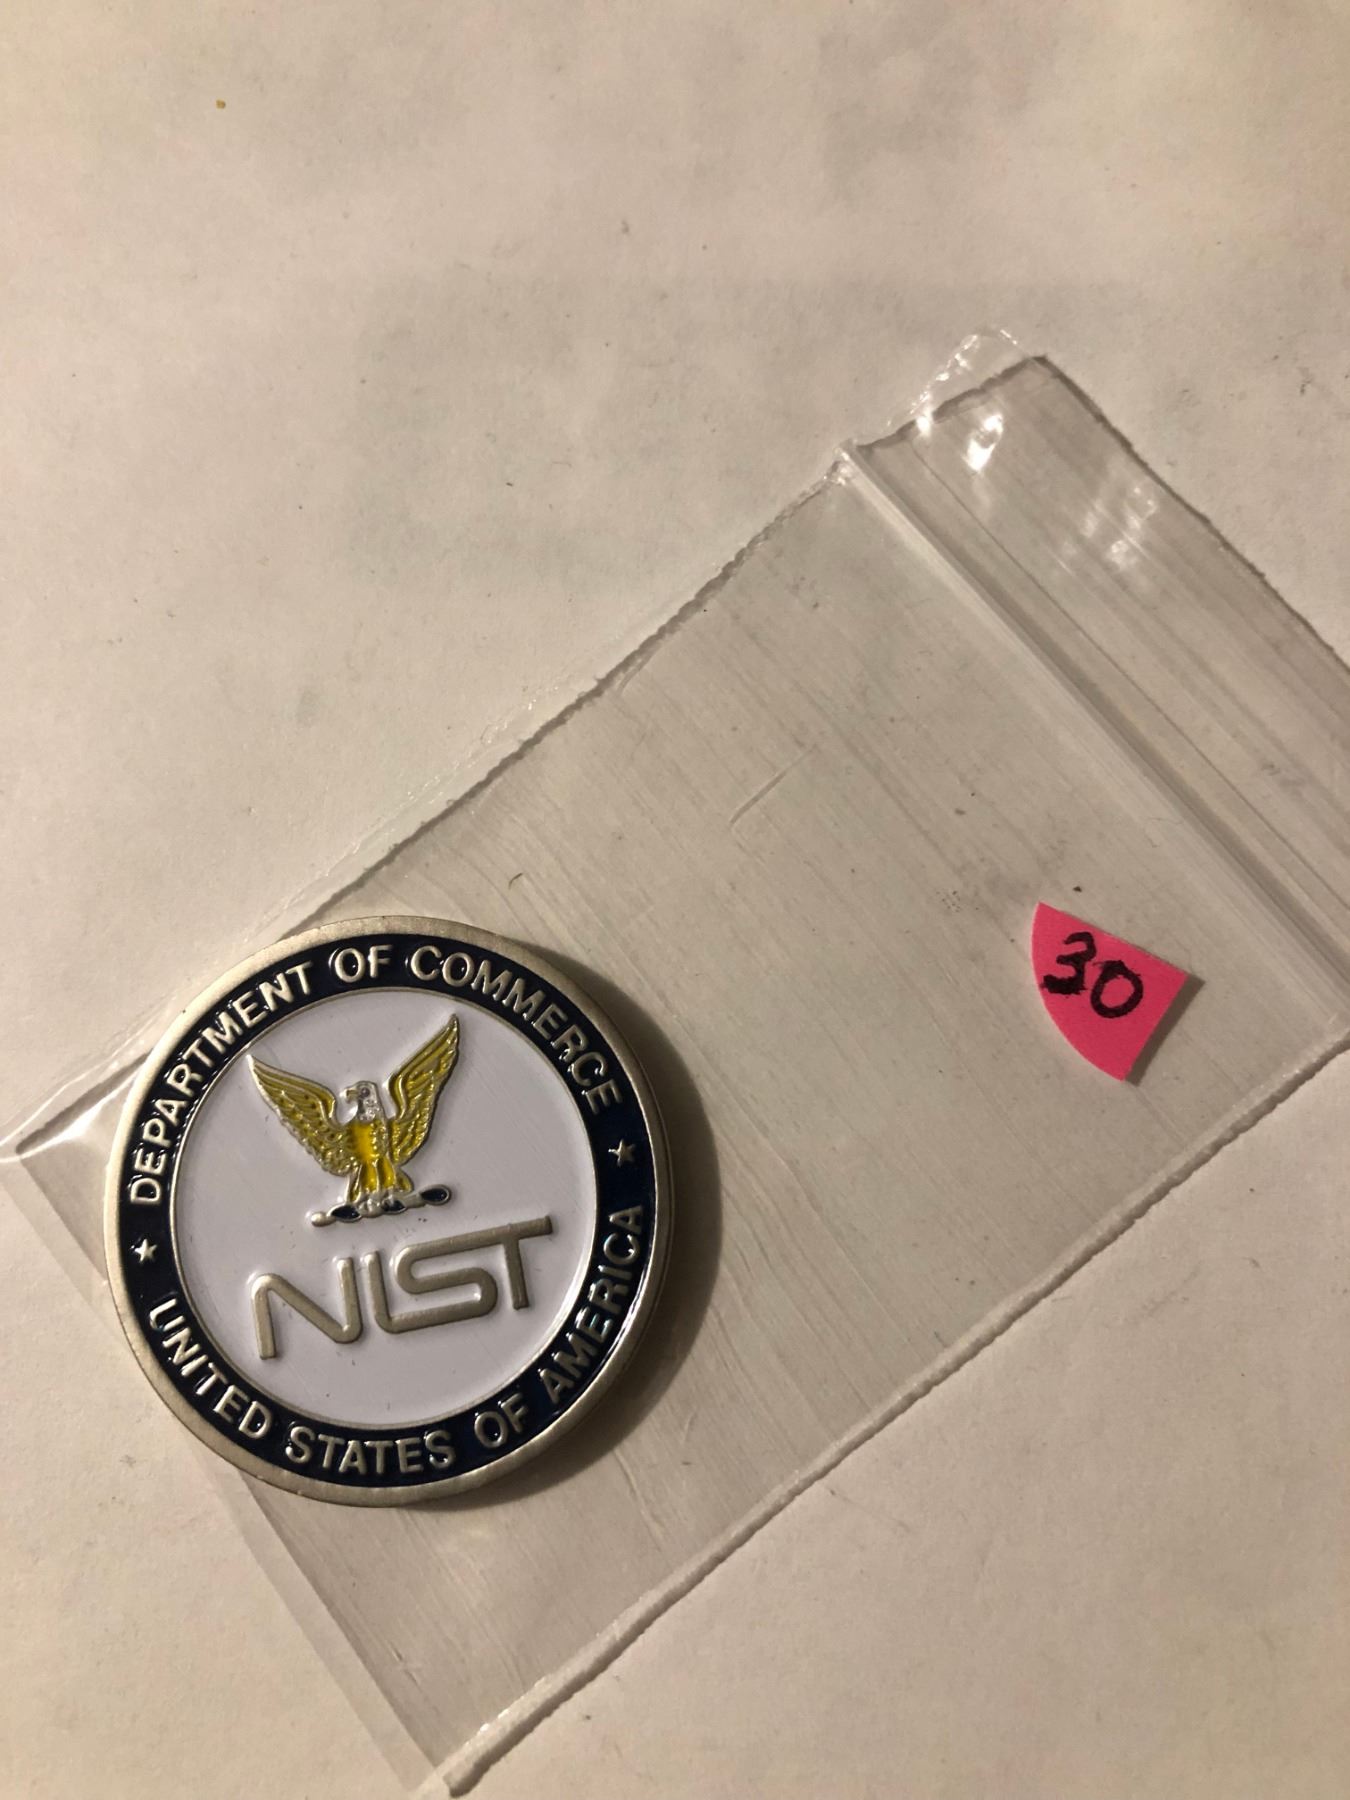 DEPARTMENT OF COMMERCE
NIST
UNITED STATES OF AMERICA
30